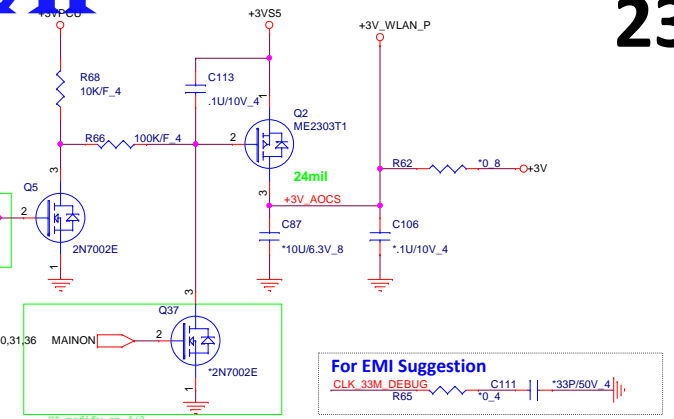 23
+3VPCU
+3VS5
+3V_WLAN_P
R68
10K/F_4
C113
.1U/10V_4
1
Q2
ME2303T1
R66
100K/F_4
2
3
24mil
R62
*0_8
+3V
Q5
3
2
1
2N7002E
+3V_AOCS
C87
*10U/6.3V_8
C106
*.1U/10V_4
3
Q37
0,31,36
MAINON
2
*2N7002E
1
For EMI Suggestion
CLK_33M_DEBUG
R65
*0_4
C111
*33P/50V_4